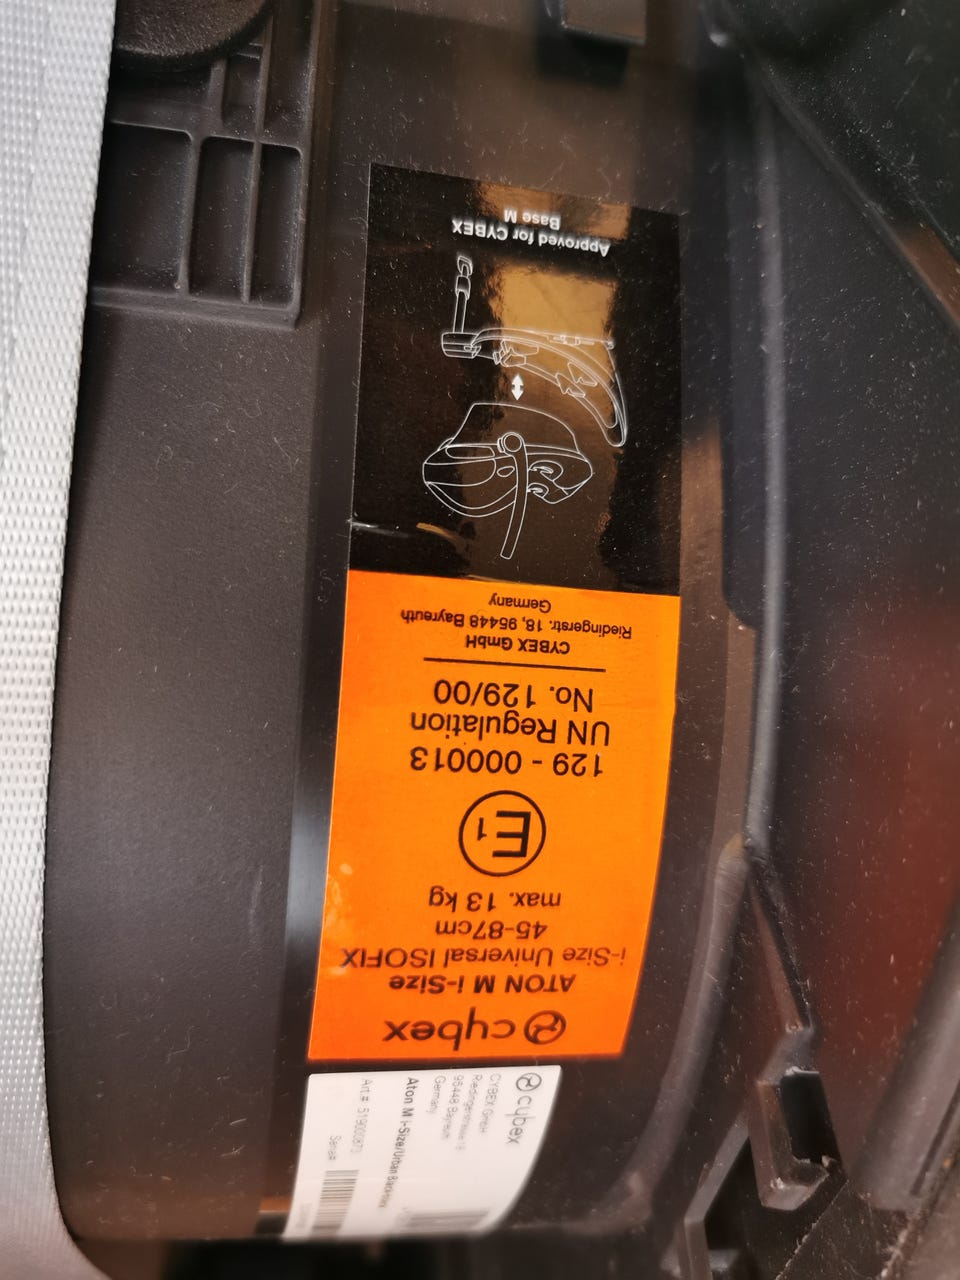 cybex
ATON M i-Size
i-Size Universal ISOFIX
45-87cm
max. 13 kg
E1
129 - 000013
UN Regulation
No. 129/00
CYBEX GmbH
Riedingerstr. 18, 95448 Bayreuth
Germany
Approved for CYBEX
Base M
cybex
CYBEX GmbH
95448 Bayreuth
Germany
Aton M i-Size/Urban Black
Art.#
Serial#